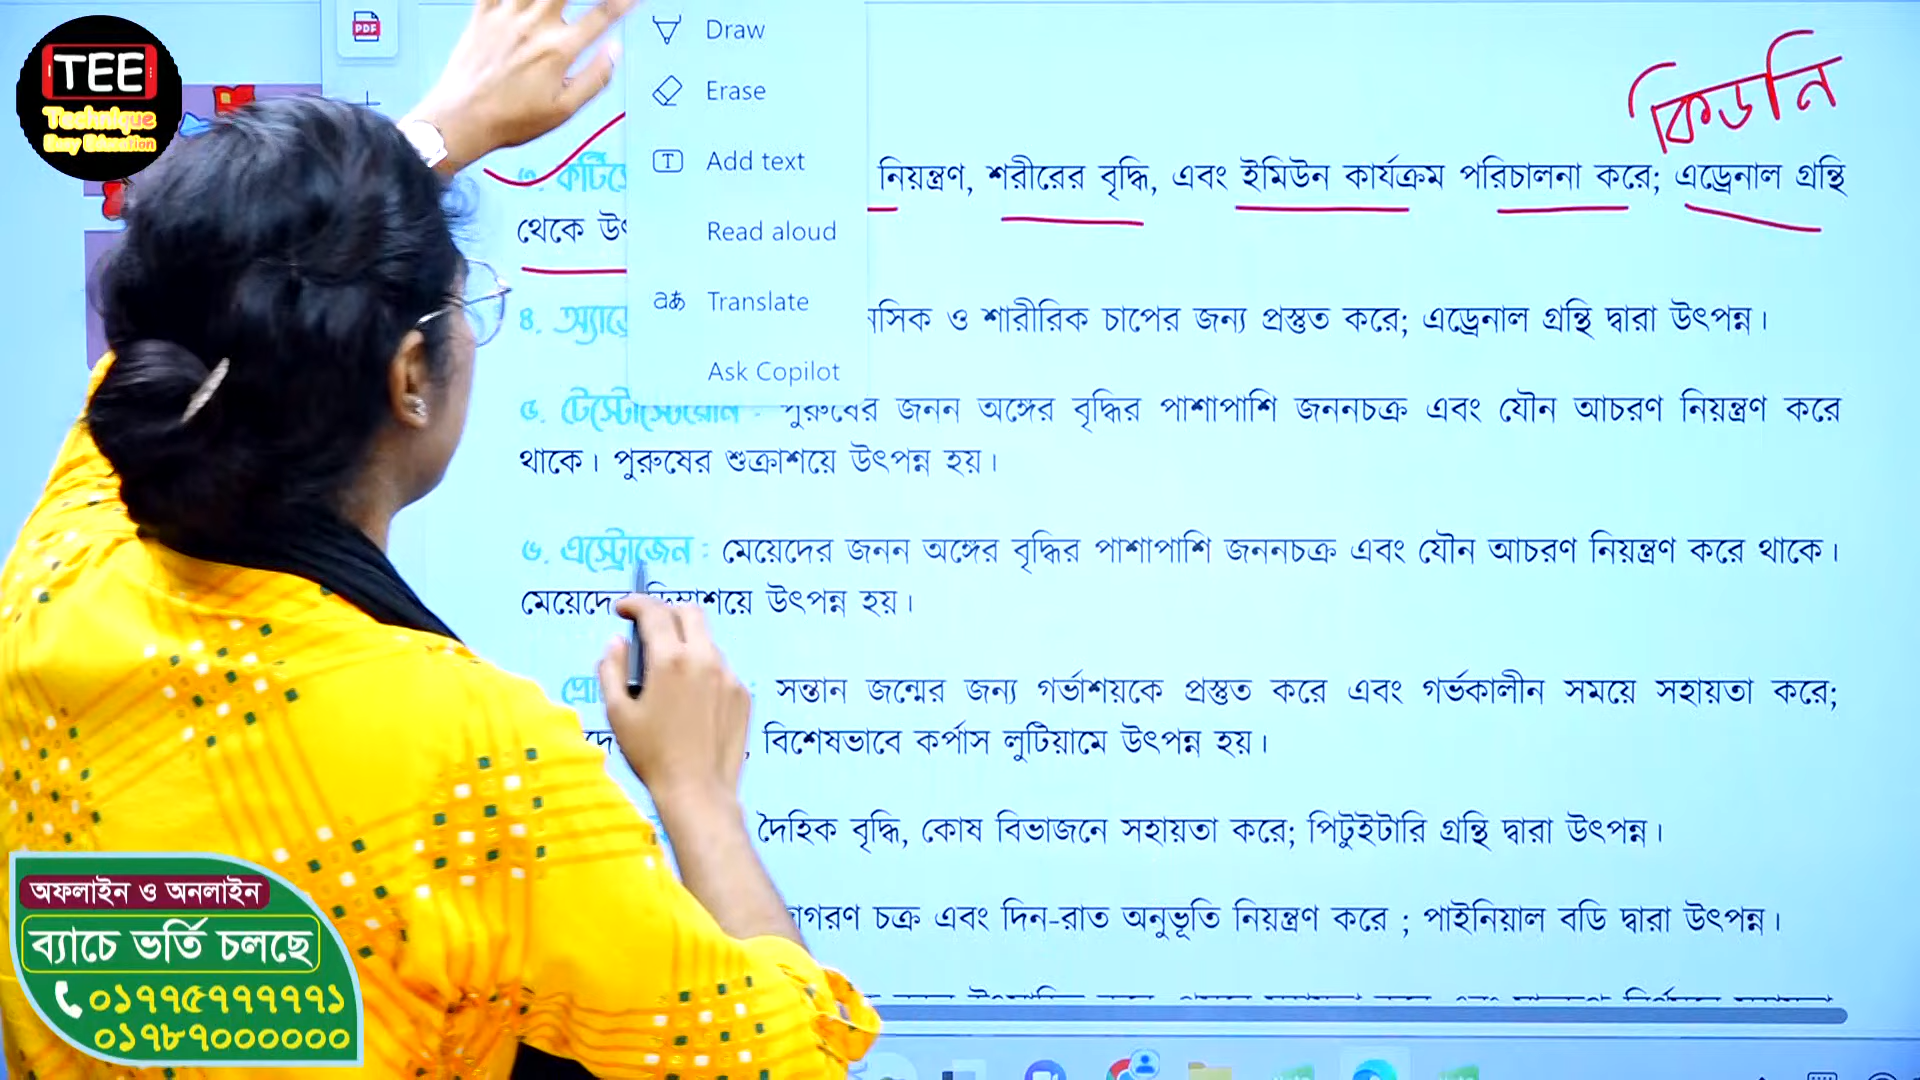 TEE
Technique
Easy Education
PDF
Draw
Erase
Add text
Read aloud
Translate
Ask Copilot
কিডনি
নিয়ন্ত্রণ, শরীরের বৃদ্ধি, এবং ইমিউন কার্যক্রম পরিচালনা করে; এড্রেনাল গ্রন্থি
থেকে
৪. ও শারীরিক চাপের জন্য প্রস্তুত করে; এড্রেনাল গ্রন্থি দ্বারা উৎপন্ন।
৫. টেস্টোস্টেরোন : পুরুষের জনন অঙ্গের বৃদ্ধির পাশাপাশি জননচক্র এবং যৌন আচরণ নিয়ন্ত্রণ করে
থাকে। পুরুষের শুক্রাশয়ে উৎপন্ন হয়।
৬. এস্ট্রোজেন : মেয়েদের জনন অঙ্গের বৃদ্ধির পাশাপাশি জননচক্র এবং যৌন আচরণ নিয়ন্ত্রণ করে থাকে।
মেয়েদের ডিম্বাশয়ে উৎপন্ন হয়।
: সন্তান জন্মের জন্য গর্ভাশয়কে প্রস্তুত করে এবং গর্ভকালীন সময়ে সহায়তা করে;
, বিশেষভাবে কর্পাস লুটিয়ামে উৎপন্ন হয়।
দৈহিক বৃদ্ধি, কোষ বিভাজনে সহায়তা করে; পিটুইটারি গ্রন্থি দ্বারা উৎপন্ন।
চক্র এবং দিন-রাত অনুভূতি নিয়ন্ত্রণ করে ; পাইনিয়াল বডি দ্বারা উৎপন্ন।
অফলাইন ও অনলাইন
ব্যাচে ভর্তি চলছে
০১৭৭৫৭৭৭৭৭১
০১৭৮৭০০০০০০